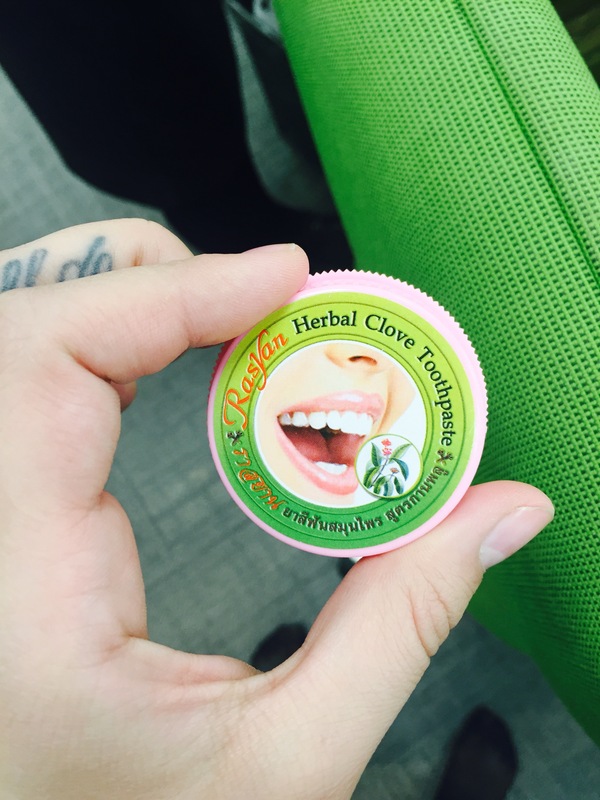 RasYan
Herbal Clove Toothpaste
ราสยาน
ยาสีฟันสมุนไพร สูตรกานพลู